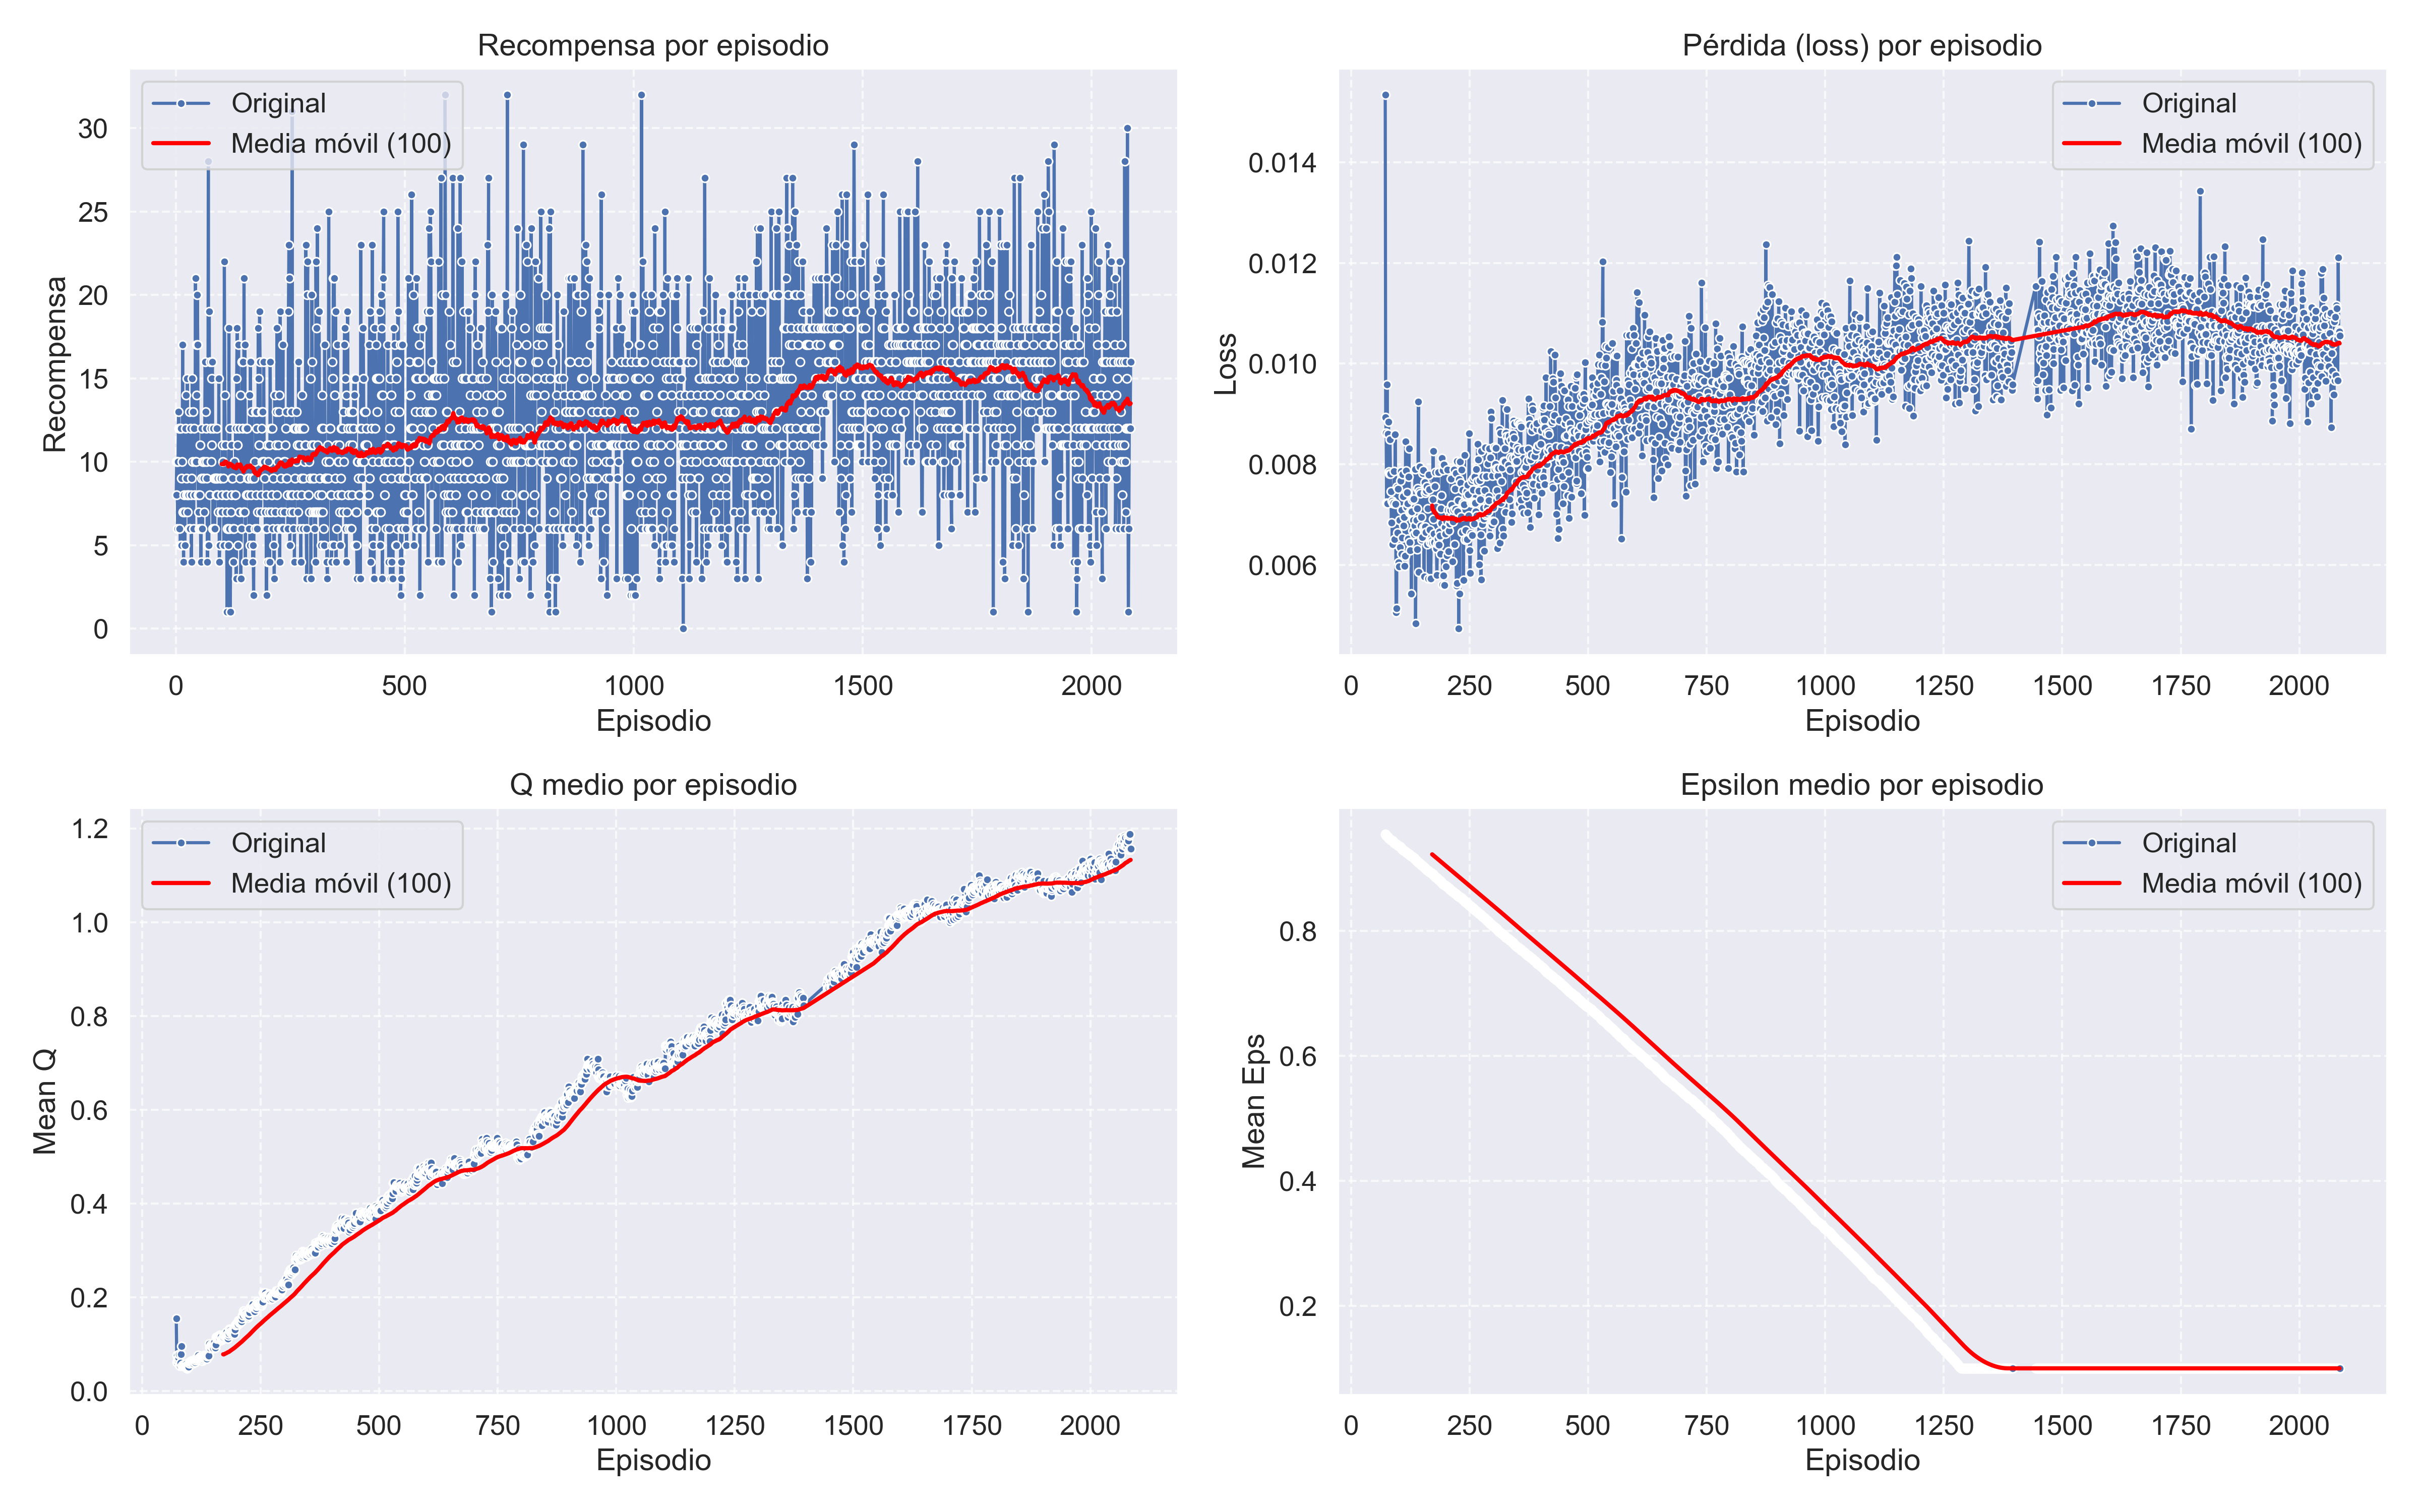 Recompensa por episodio
Original
Media móvil (100)
Recompensa
30
25
20
15
10
5
0
0 500 1000 1500 2000
Episodio
Pérdida (loss) por episodio
Original
Media móvil (100)
Loss
0.014
0.012
0.010
0.008
0.006
0 250 500 750 1000 1250 1500 1750 2000
Episodio
Q medio por episodio
Original
Media móvil (100)
Mean Q
1.2
1.0
0.8
0.6
0.4
0.2
0.0
0 250 500 750 1000 1250 1500 1750 2000
Episodio
Epsilon medio por episodio
Original
Media móvil (100)
Mean Eps
0.8
0.6
0.4
0.2
0 250 500 750 1000 1250 1500 1750 2000
Episodio